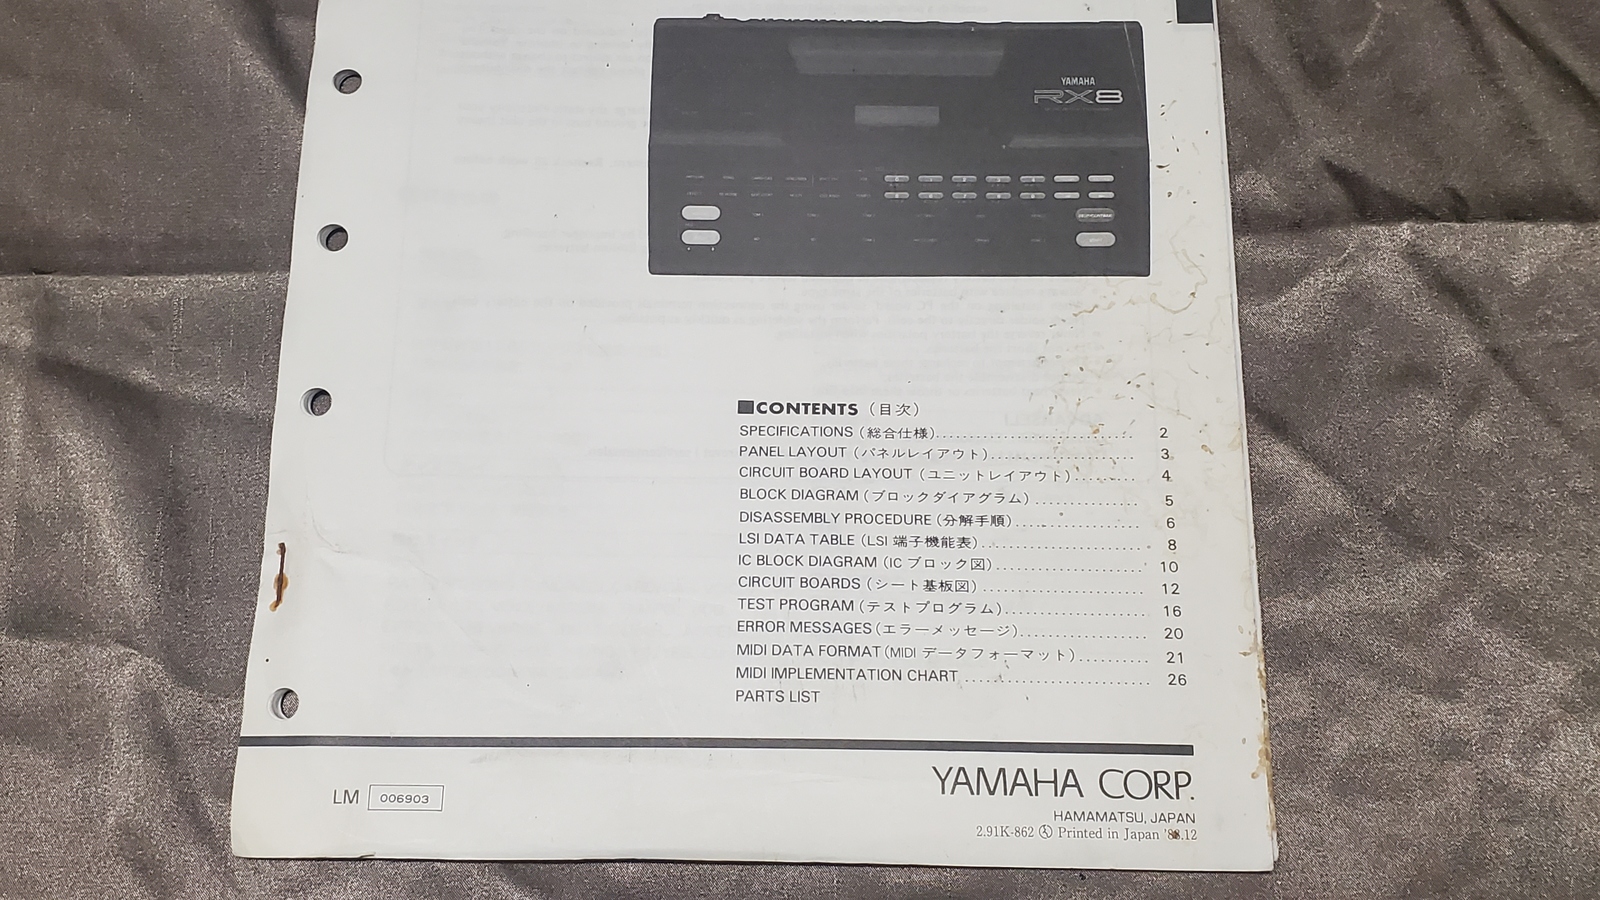 YAMAHA
RX8
■CONTENTS（目次）
SPECIFICATIONS（総合仕様）.......................... 2
PANEL LAYOUT（パネルレイアウト）.................... 3
CIRCUIT BOARD LAYOUT（ユニットレイアウト）.......... 4
BLOCK DIAGRAM（ブロックダイアグラム）............... 5
DISASSEMBLY PROCEDURE（分解手順）................. 6
LSI DATA TABLE（LSI 端子機能表）.................... 8
IC BLOCK DIAGRAM（IC ブロック図）................... 10
CIRCUIT BOARDS（シート基板図）...................... 12
TEST PROGRAM（テストプログラム）.................... 16
ERROR MESSAGES（エラーメッセージ）................. 20
MIDI DATA FORMAT（MIDI データフォーマット）.......... 21
MIDI IMPLEMENTATION CHART .......................... 26
PARTS LIST
YAMAHA CORP.
LM 006903
HAMAMATSU, JAPAN
2.91K-862 Printed in Japan '88.12